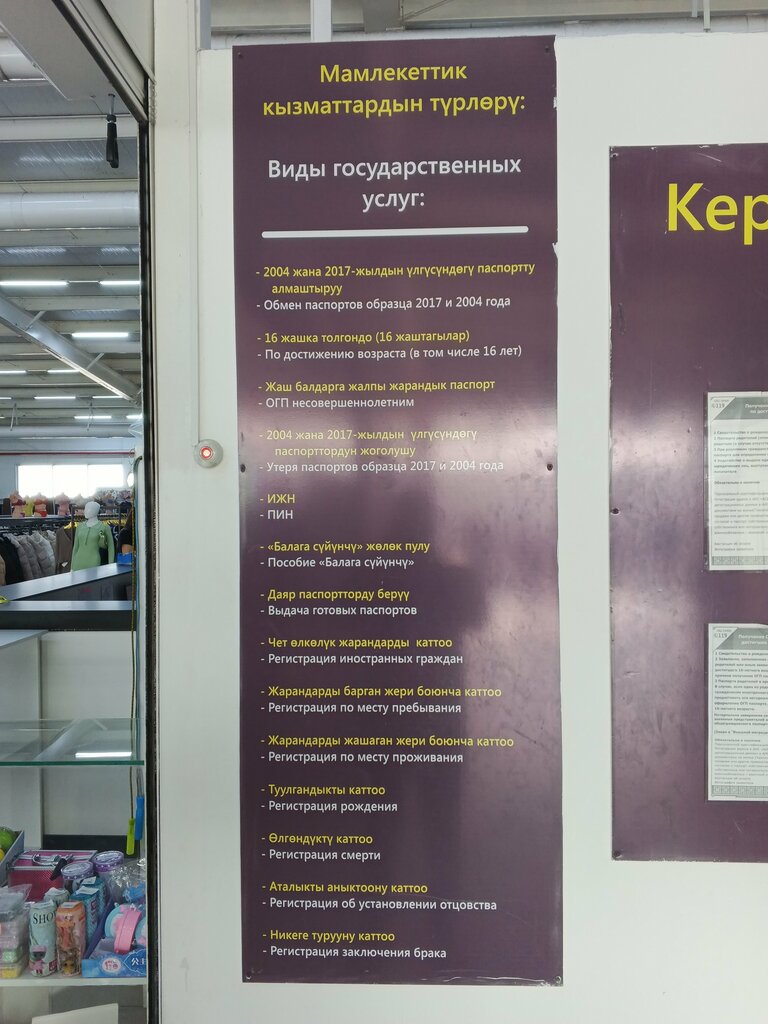 Мамлекеттик
кызматтардын түрлөрү:
Виды государственных
услуг:
- 2004 жана 2017-жылдын үлгүсүндөгү паспортту
алмаштыруу
- Обмен паспортов образца 2017 и 2004 года
- 16 жашка толгондо (16 жаштагылар)
- По достижению возраста (в том числе 16 лет)
- Жаш балдарга жалпы жарандык паспорт
- ОГП несовершеннолетним
- 2004 жана 2017-жылдын үлгүсүндөгү
паспорттордун жоголушу
- Утеря паспортов образца 2017 и 2004 года
- ИЖН
- ПИН
- «Балага сүйүнчү» жөлөк пулу
- Пособие «Балага сүйүнчү»
- Даяр паспортторду берүү
- Выдача готовых паспортов
- Чет өлкөлүк жарандарды каттоо
- Регистрация иностранных граждан
- Жарандарды барган жери боюнча каттоо
- Регистрация по месту пребывания
- Жарандарды жашаган жери боюнча каттоо
- Регистрация по месту проживания
- Туулгандыкты каттоо
- Регистрация рождения
- Өлгөндүктү каттоо
- Регистрация смерти
- Аталыкты аныктоону каттоо
- Регистрация об установлении отцовства
- Никеге турууну каттоо
- Регистрация заключения брака
Кер
119
119
SHO